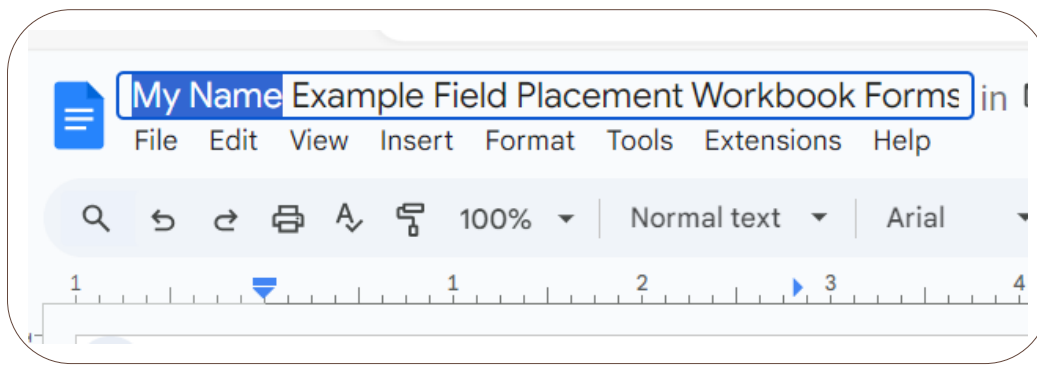 My Name Example Field Placement Workbook Forms in
File Edit View Insert Format Tools Extensions Help
100% Normal text Arial
1 1 2 3 4